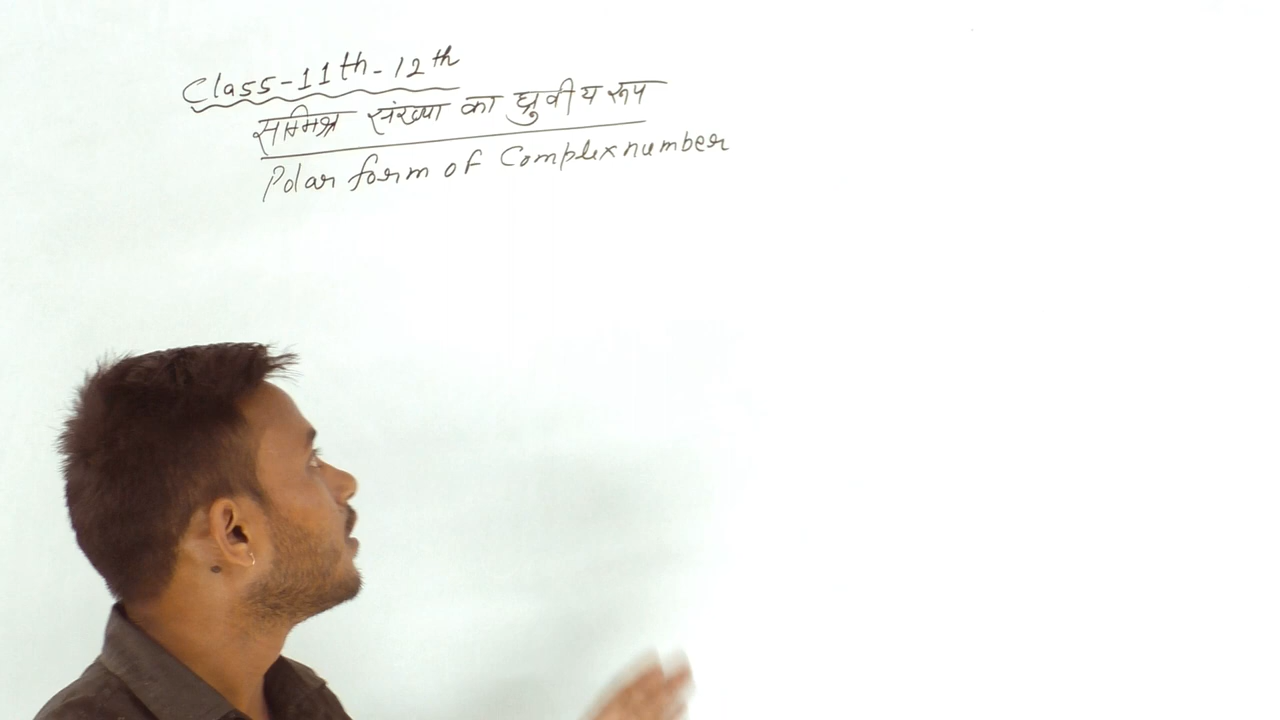 Class-11th-12th
समिश्र संख्या का ध्रुवीय रूप
Polar form of Complex number